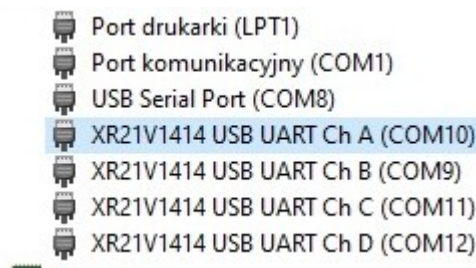 Port drukarki (LPT1)
Port komunikacyjny (COM1)
USB Serial Port (COM8)
XR21V1414 USB UART Ch A (COM10)
XR21V1414 USB UART Ch B (COM9)
XR21V1414 USB UART Ch C (COM11)
XR21V1414 USB UART Ch D (COM12)